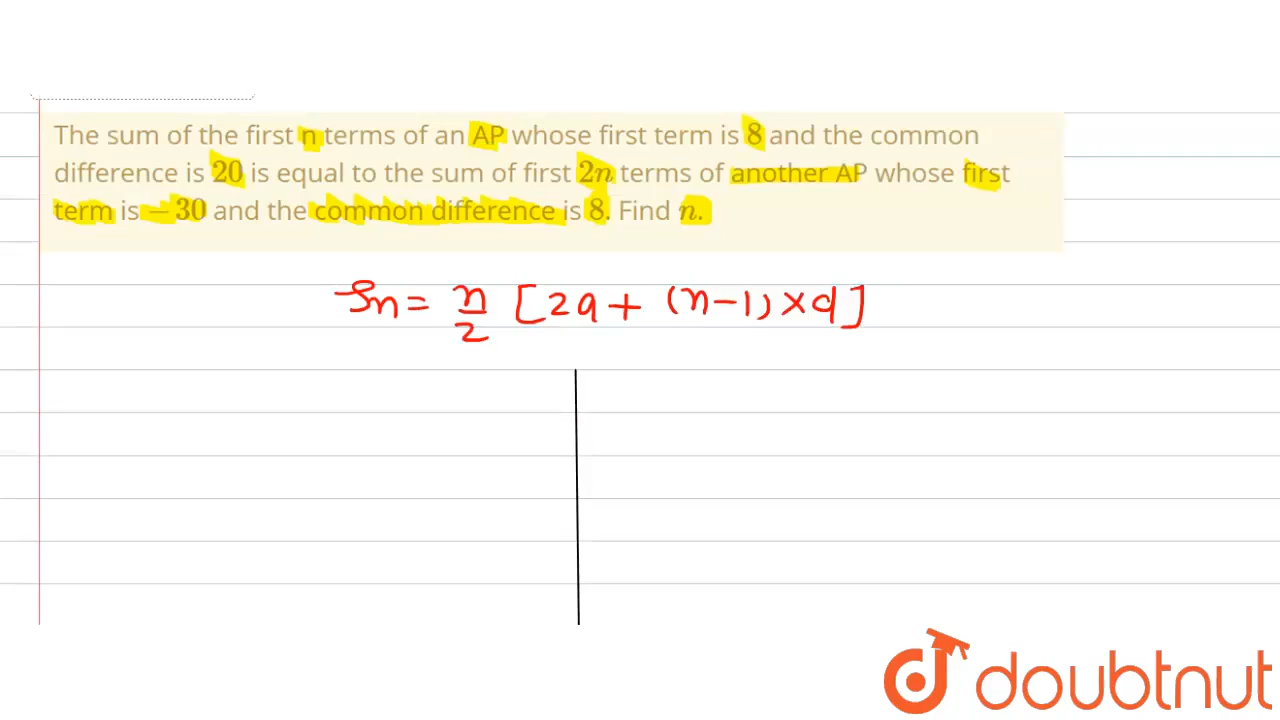 The sum of the first n terms of an AP whose first term is 8 and the common
difference is 20 is equal to the sum of first 2n terms of another AP whose first
term is −30 and the common difference is 8. Find n.
Sn = n/2 [2a + (n−1) × d]
doubtnut